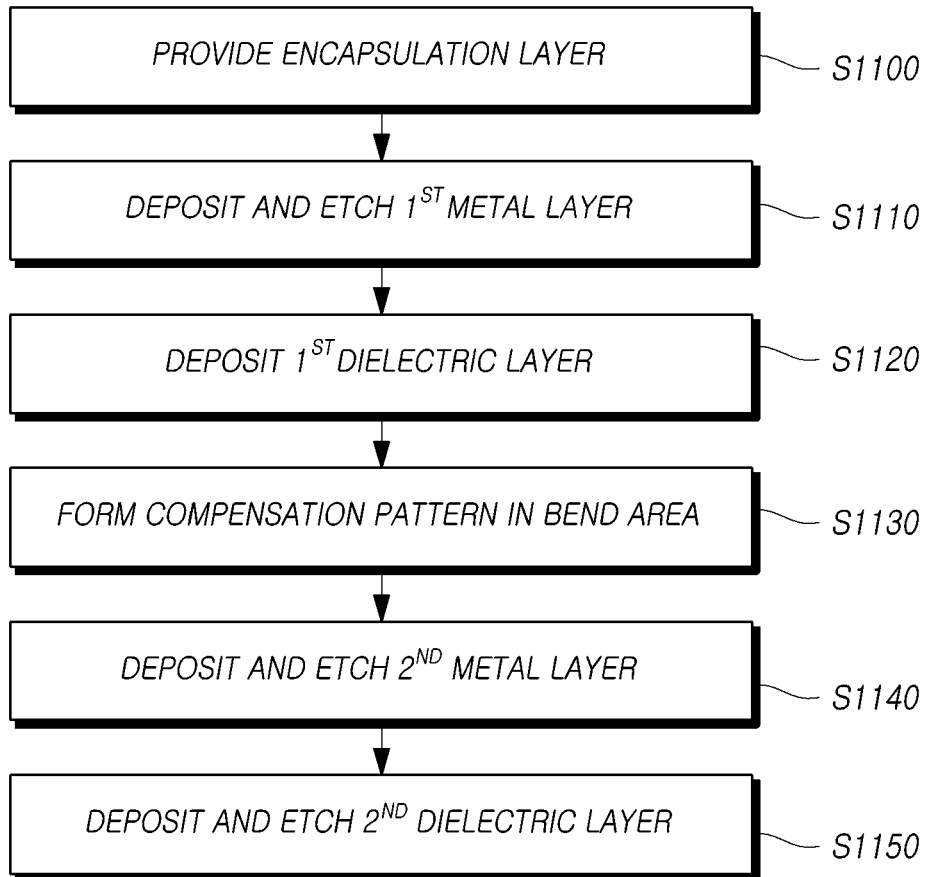 PROVIDE ENCAPSULATION LAYER
S1100
DEPOSIT AND ETCH 1ST METAL LAYER
S1110
DEPOSIT 1ST DIELECTRIC LAYER
S1120
FORM COMPENSATION PATTERN IN BEND AREA
S1130
DEPOSIT AND ETCH 2ND METAL LAYER
S1140
DEPOSIT AND ETCH 2ND DIELECTRIC LAYER
S1150